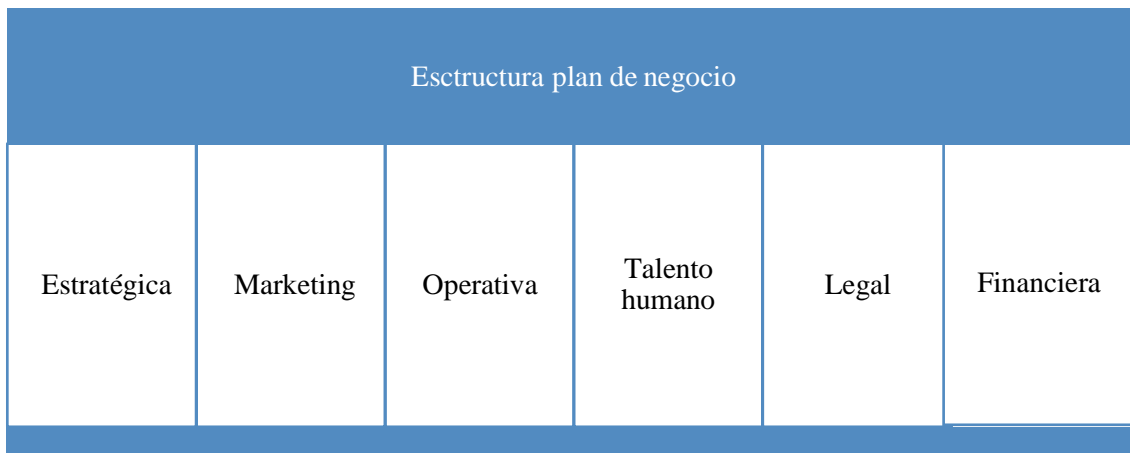 Esctructura plan de negocio
Estratégica
Marketing
Operativa
Talento
humano
Legal
Financiera